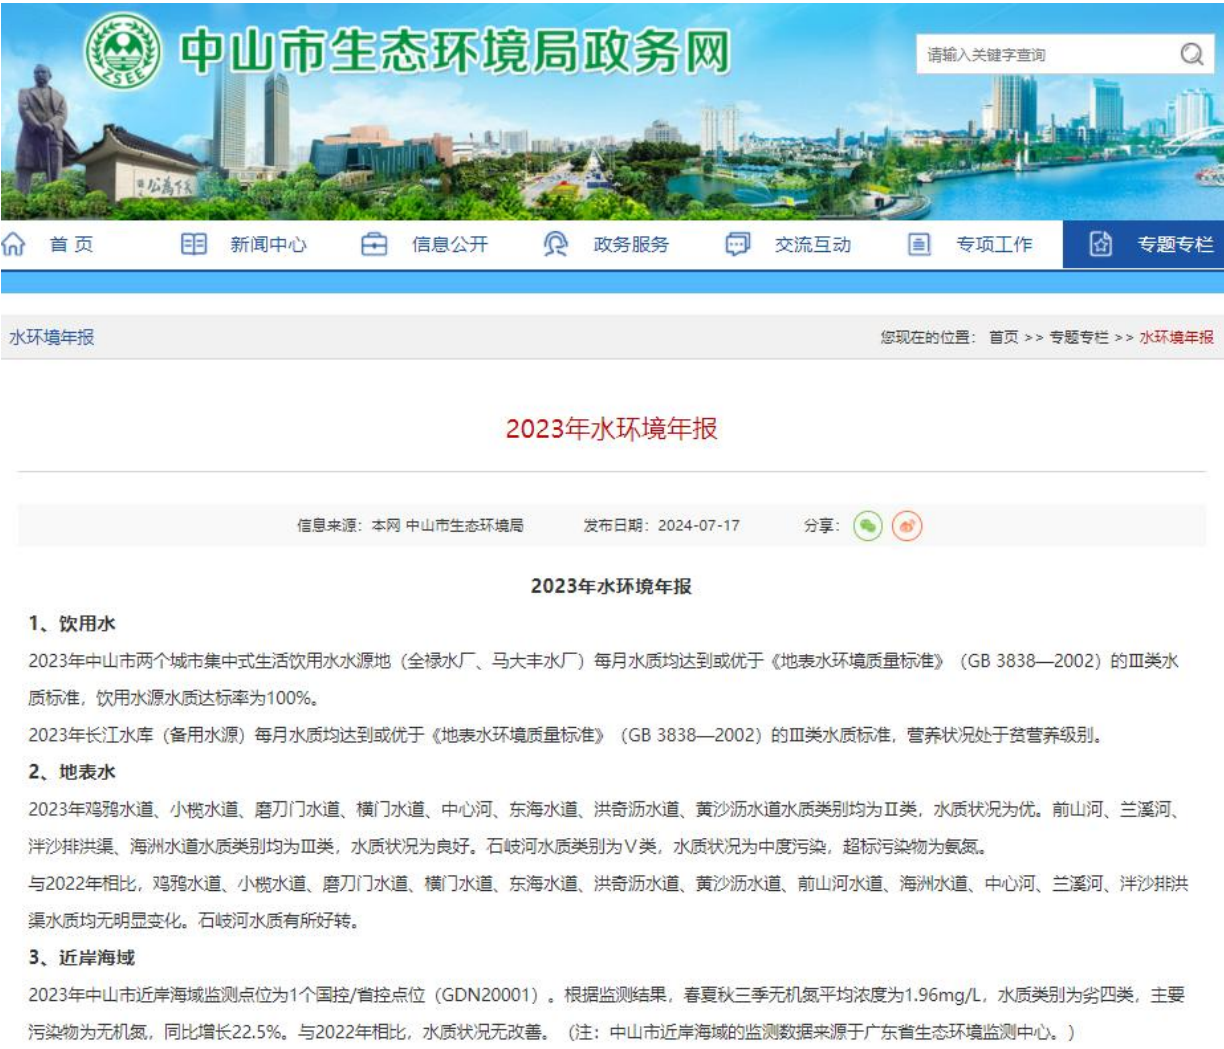 中山市生态环境局政务网
ZSEE
请输入关键字查询
天下为公
首 页 新闻中心 信息公开 政务服务 交流互动 专项工作 专题专栏
水环境年报 您现在的位置： 首页 >> 专题专栏 >> 水环境年报
2023年水环境年报
信息来源：本网 中山市生态环境局 发布日期：2024-07-17 分享：
2023年水环境年报
1、饮用水
2023年中山市两个城市集中式生活饮用水水源地（全禄水厂、马大丰水厂）每月水质均达到或优于《地表水环境质量标准》（GB 3838—2002）的Ⅲ类水
质标准，饮用水源水质达标率为100%。
2023年长江水库（备用水源）每月水质均达到或优于《地表水环境质量标准》（GB 3838—2002）的Ⅲ类水质标准，营养状况处于贫营养级别。
2、地表水
2023年鸡鸦水道、小榄水道、磨刀门水道、横门水道、中心河、东海水道、洪奇沥水道、黄沙沥水道水质类别均为Ⅱ类，水质状况为优。前山河、兰溪河、
泮沙排洪渠、海洲水道水质类别均为Ⅲ类，水质状况为良好。石岐河水质类别为Ⅴ类，水质状况为中度污染，超标污染物为氨氮。
与2022年相比，鸡鸦水道、小榄水道、磨刀门水道、横门水道、东海水道、洪奇沥水道、黄沙沥水道、前山河水道、海洲水道、中心河、兰溪河、泮沙排洪
渠水质均无明显变化。石岐河水质有所好转。
3、近岸海域
2023年中山市近岸海域监测点位为1个国控/省控点位（GDN20001）。根据监测结果，春夏秋三季无机氮平均浓度为1.96mg/L，水质类别为劣四类，主要
污染物为无机氮，同比增长22.5%。与2022年相比，水质状况无改善。（注：中山市近岸海域的监测数据来源于广东省生态环境监测中心。）